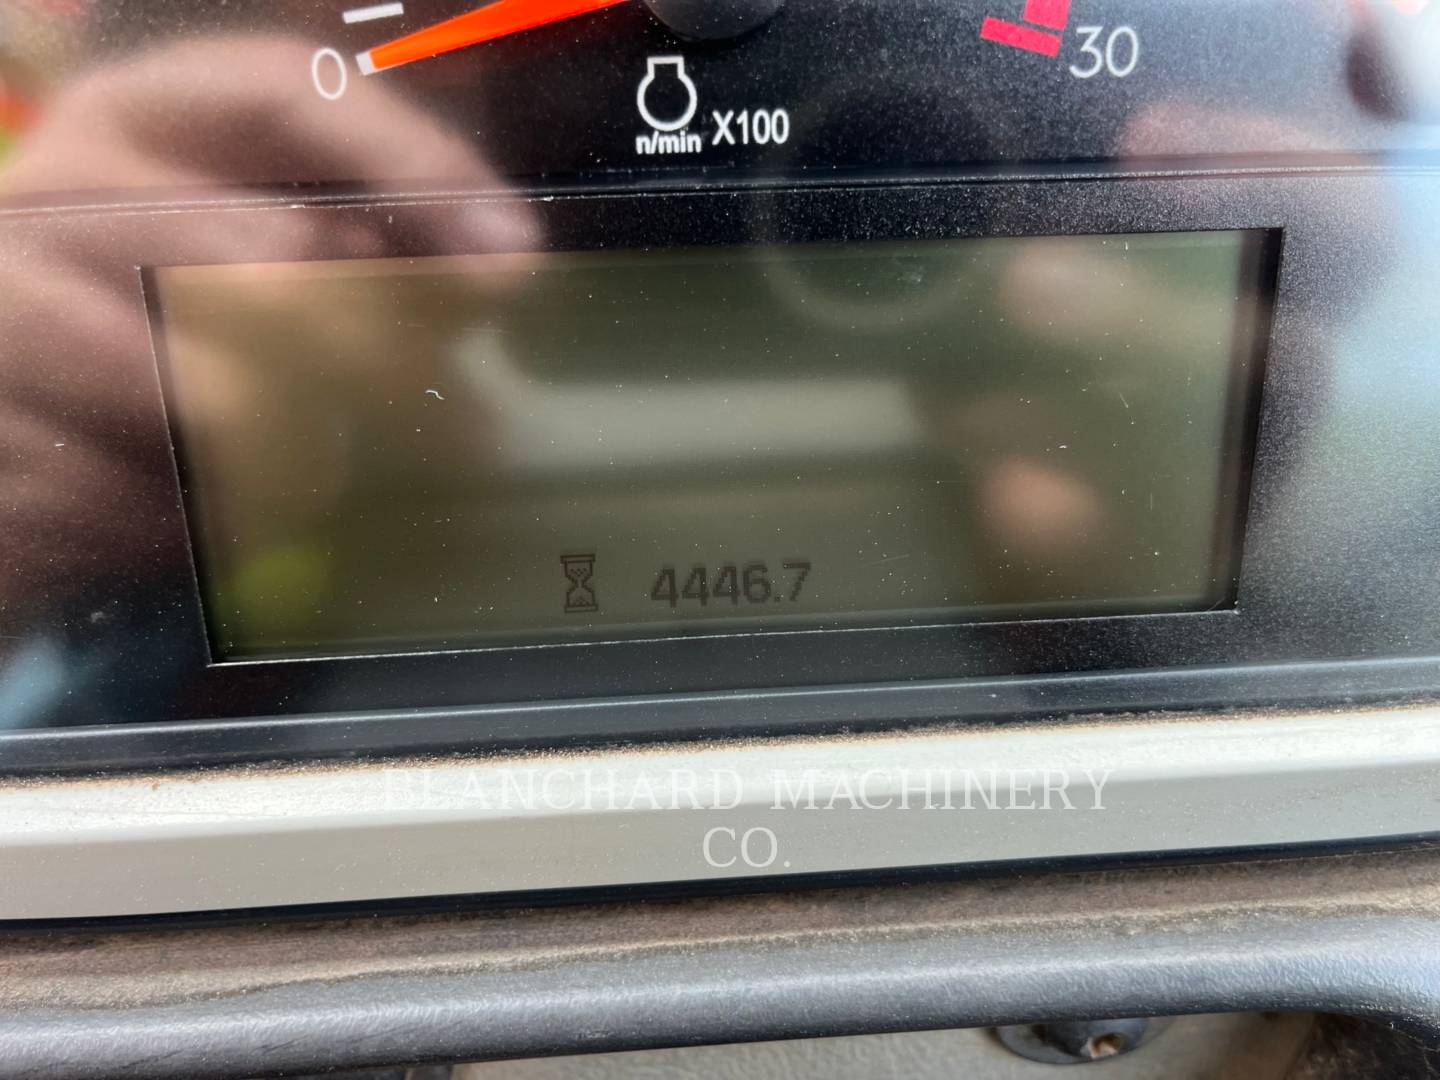 0
30
n/min X100
4446.7
BLANCHARD MACHINERY
CO.